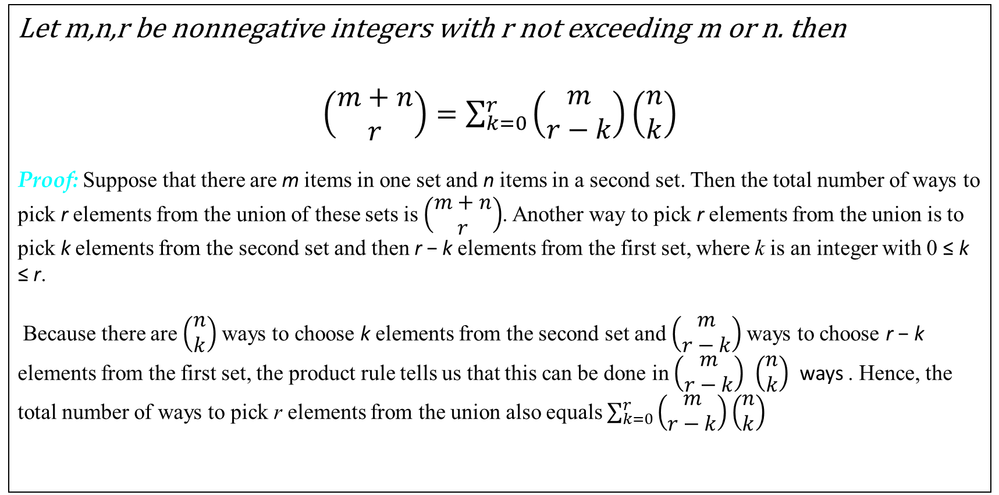 Let m,n,r be nonnegative integers with r not exceeding m or n. then
\binom{m+n}{r} = \sum_{k=0}^{r} \binom{m}{r-k} \binom{n}{k}
Proof: Suppose that there are m items in one set and n items in a second set. Then the total number of ways to
pick r elements from the union of these sets is \binom{m+n}{r}. Another way to pick r elements from the union is to
pick k elements from the second set and then r – k elements from the first set, where k is an integer with 0 ≤ k
≤ r.
Because there are \binom{n}{k} ways to choose k elements from the second set and \binom{m}{r-k} ways to choose r – k
elements from the first set, the product rule tells us that this can be done in \binom{m}{r-k} \binom{n}{k} ways . Hence, the
total number of ways to pick r elements from the union also equals \sum_{k=0}^{r} \binom{m}{r-k} \binom{n}{k}